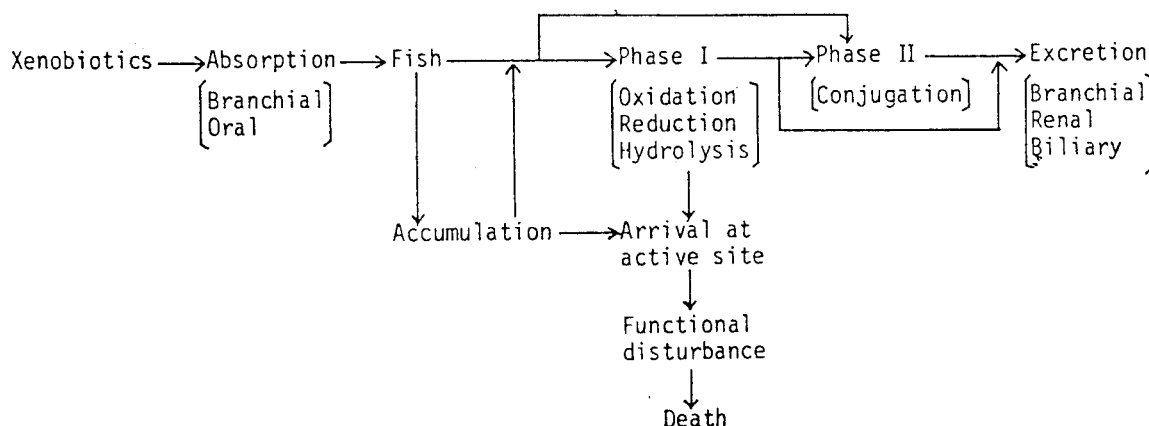 Xenobiotics Absorption Fish Phase I Phase II Excretion
Branchial Oxidation Conjugation Branchial
Oral Reduction Renal
Hydrolysis Biliary
Accumulation Arrival at
active site
Functional
disturbance
Death